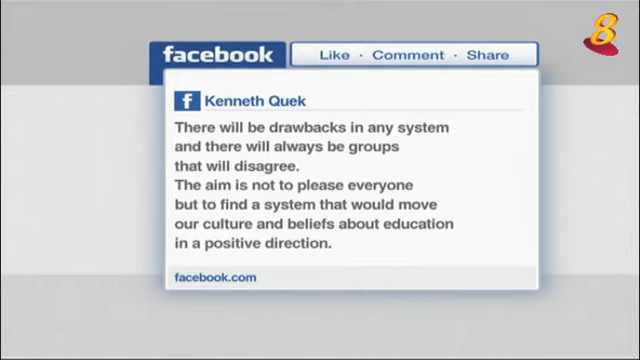 8
facebook
Like · Comment · Share
f Kenneth Quek
There will be drawbacks in any system
and there will always be groups
that will disagree.
The aim is not to please everyone
but to find a system that would move
our culture and beliefs about education
in a positive direction.
facebook.com